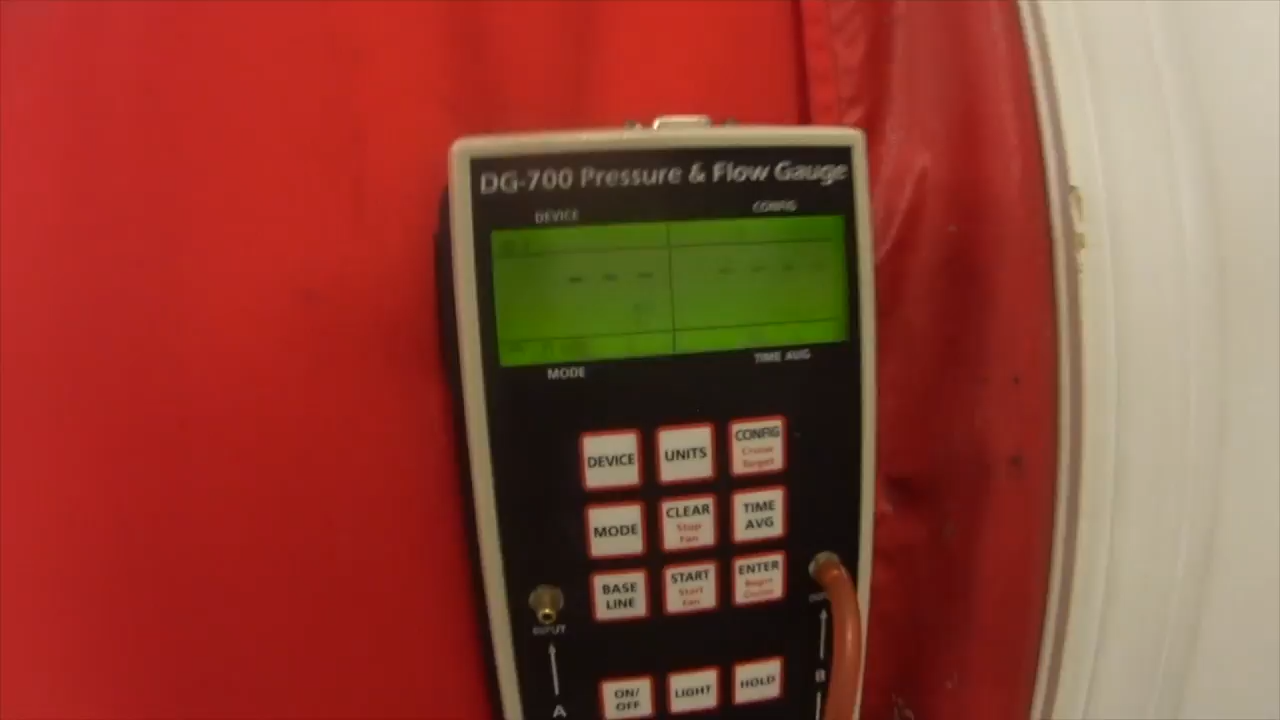 DG-700 Pressure & Flow Gauge
DEVICE CONFIG
- - - - - - -
MODE TIME AVG
DEVICE UNITS CONFIG
Cruise
Target
MODE CLEAR
Stop
Fan
TIME
AVG
BASE
LINE
START
Start
Fan
ENTER
Begin
Cruise
INPUT
A B
ON/
OFF
LIGHT HOLD